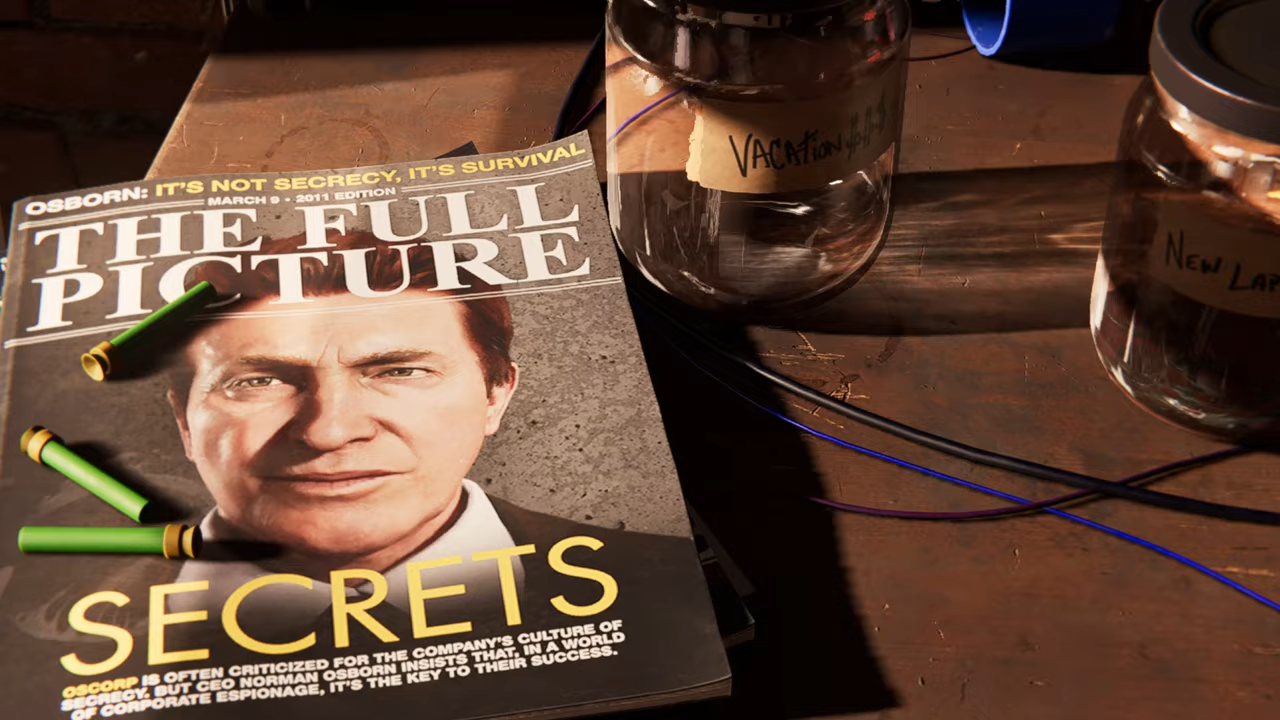 OSBORN: IT'S NOT SECRECY, IT'S SURVIVAL
MARCH 9 • 2011 EDITION
THE FULL
PICTURE
SECRETS
OSCORP IS OFTEN CRITICIZED FOR THE COMPANY'S CULTURE OF
SECRECY. BUT CEO NORMAN OSBORN INSISTS THAT, IN A WORLD
OF CORPORATE ESPIONAGE, IT'S THE KEY TO THEIR SUCCESS.
VACATION
NEW LAP